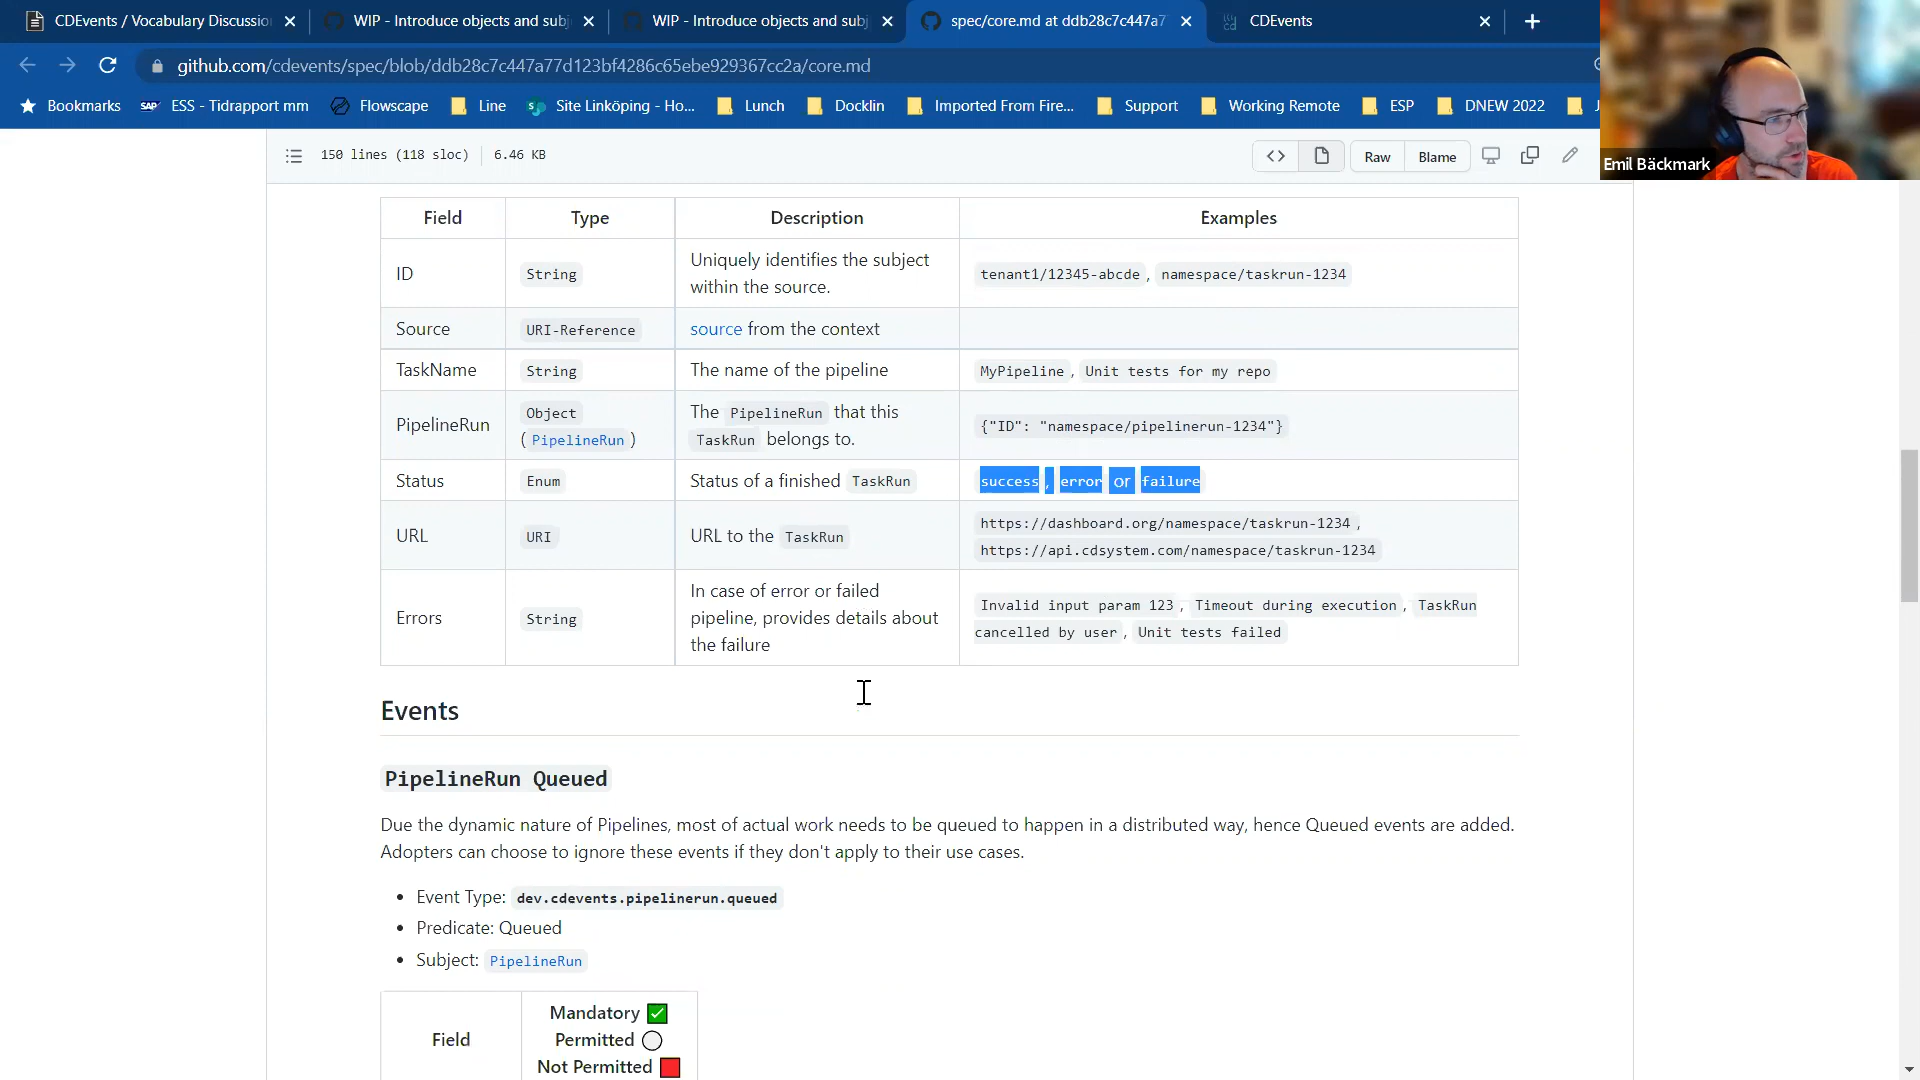 CDEvents / Vocabulary Discussio
WIP - Introduce objects and subj
WIP - Introduce objects and subj
spec/core.md at ddb28c7c447a7
CDEvents
github.com/cdevents/spec/blob/ddb28c7c447a77d123bf4286c65ebe929367cc2a/core.md
Bookmarks
SAP ESS - Tidrapport mm
Flowscape
Line
Site Linköping - Ho...
Lunch
Docklin
Imported From Fire...
Support
Working Remote
ESP
DNEW 2022
Emil Bäckmark
150 lines (118 sloc) 6.46 KB
<> Raw Blame
Field Type Description Examples
ID String Uniquely identifies the subject within the source. tenant1/12345-abcde , namespace/taskrun-1234
Source URI-Reference source from the context
TaskName String The name of the pipeline MyPipeline , Unit tests for my repo
PipelineRun Object ( PipelineRun ) The PipelineRun that this TaskRun belongs to. {"ID": "namespace/pipelinerun-1234"}
Status Enum Status of a finished TaskRun success , error or failure
URL URI URL to the TaskRun https://dashboard.org/namespace/taskrun-1234 ,
https://api.cdsystem.com/namespace/taskrun-1234
Errors String In case of error or failed pipeline, provides details about the failure Invalid input param 123 , Timeout during execution , TaskRun
cancelled by user , Unit tests failed
Events
PipelineRun Queued
Due the dynamic nature of Pipelines, most of actual work needs to be queued to happen in a distributed way, hence Queued events are added.
Adopters can choose to ignore these events if they don't apply to their use cases.
• Event Type: dev.cdevents.pipelinerun.queued
• Predicate: Queued
• Subject: PipelineRun
Mandatory
Field Permitted
Not Permitted